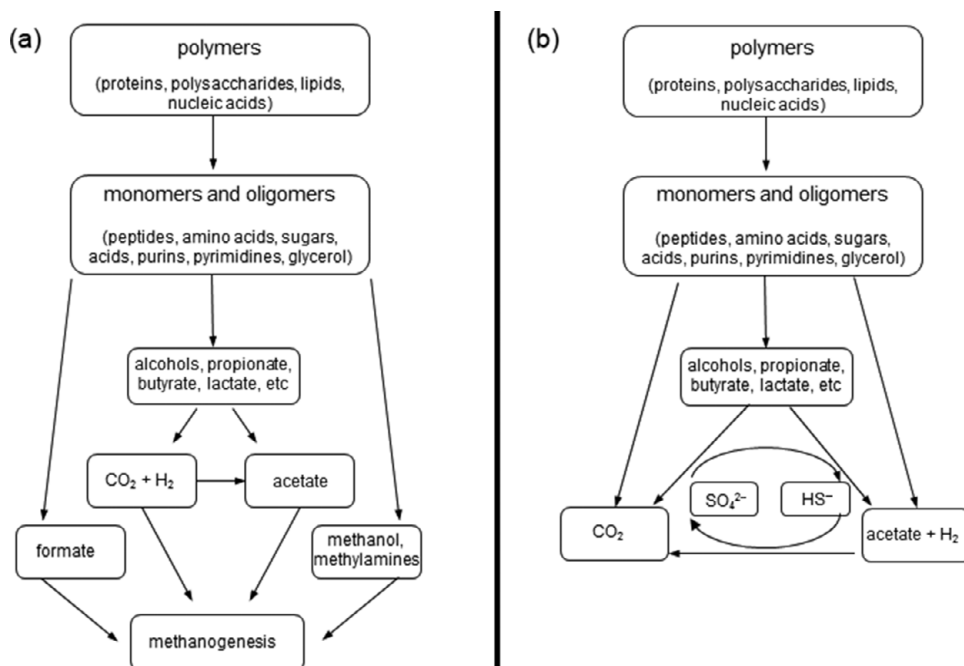 (a)
polymers
(proteins, polysaccharides, lipids,
nucleic acids)
monomers and oligomers
(peptides, amino acids, sugars,
acids, purins, pyrimidines, glycerol)
alcohols, propionate,
butyrate, lactate, etc
CO₂ + H₂
acetate
formate
methanol,
methylamines
methanogenesis
(b)
polymers
(proteins, polysaccharides, lipids,
nucleic acids)
monomers and oligomers
(peptides, amino acids, sugars,
acids, purins, pyrimidines, glycerol)
alcohols, propionate,
butyrate, lactate, etc
SO₄²⁻
HS⁻
CO₂
acetate + H₂